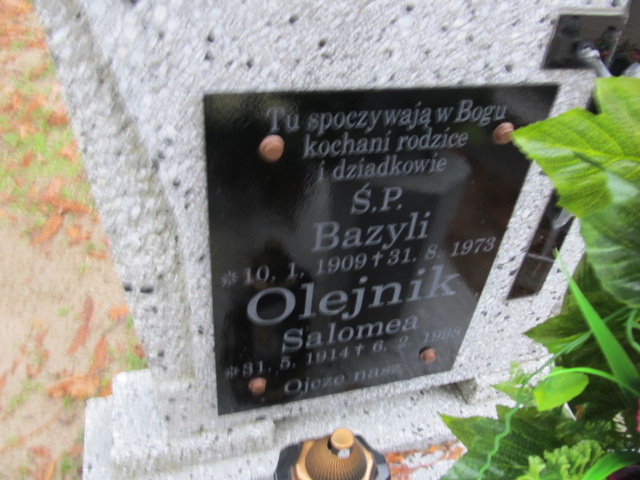 Tu spoczywają w Bogu
kochani rodzice
i dziadkowie
Ś.P.
Bazyli
*10. 1. 1909 † 31. 8. 1973
Olejnik
Salomea
*31. 5. 1914 † 6. 2. 1998
Ojcze nasz